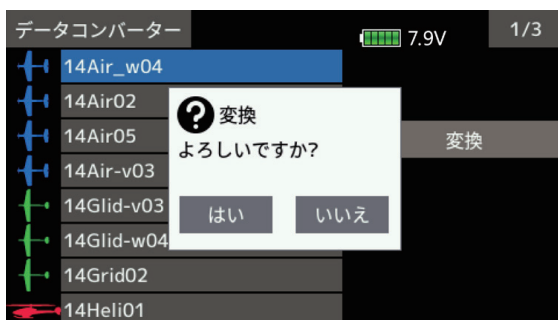 データコンバーター
7.9V
1/3
14Air_w04
14Air02
14Air05
14Air-v03
14Glid-v03
14Glid-w04
14Grid02
14Heli01
変換
よろしいですか?
はい
いいえ
変換